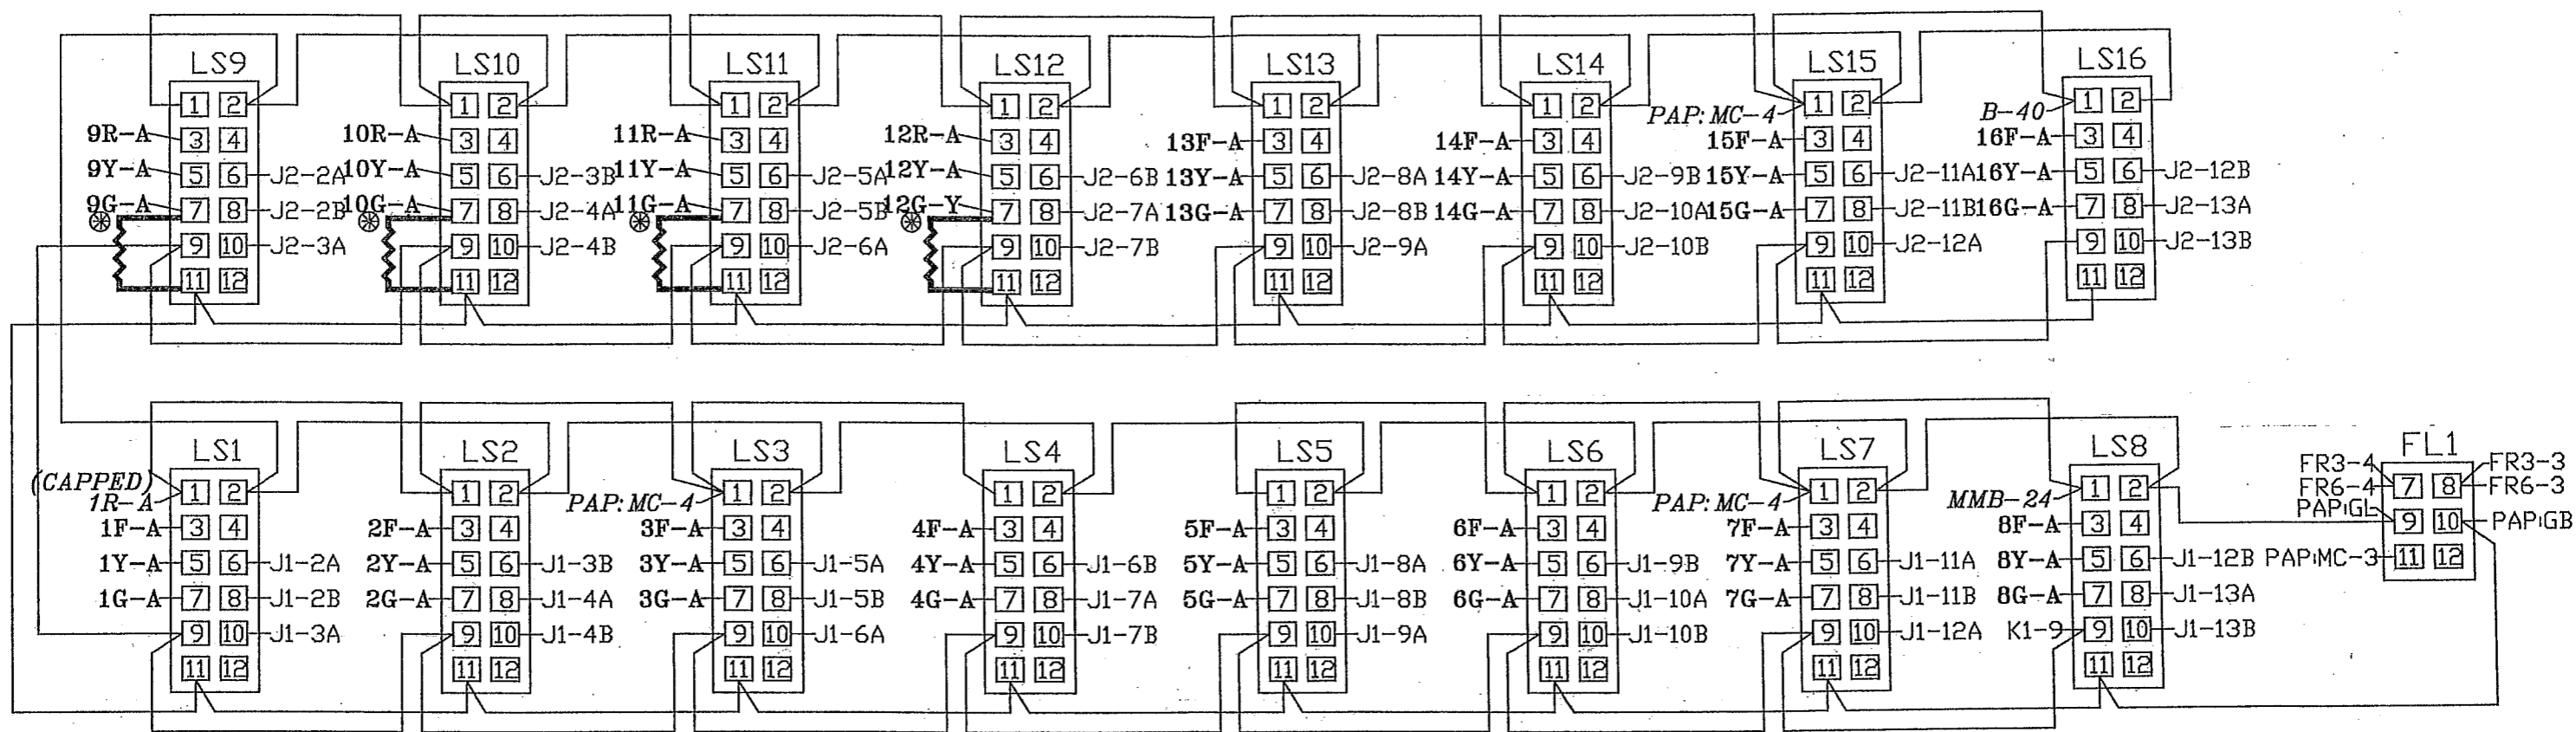 LS9 LS10 LS11 LS12 LS13 LS14 LS15 LS16
1 2 1 2 1 2 1 2 1 2 1 2 PAP:MC-4 1 2 B-40 1 2
9R-A 3 4 10R-A 3 4 11R-A 3 4 12R-A 3 4 13F-A 3 4 14F-A 3 4 15F-A 3 4 16F-A 3 4
9Y-A 5 6 J2-2A 10Y-A 5 6 J2-3B 11Y-A 5 6 J2-5A 12Y-A 5 6 J2-6B 13Y-A 5 6 J2-8A 14Y-A 5 6 J2-9B 15Y-A 5 6 J2-11A 16Y-A 5 6 J2-12B
9G-A 7 8 J2-2B 10G-A 7 8 J2-4A 11G-A 7 8 J2-5B 12G-Y 7 8 J2-7A 13G-A 7 8 J2-8B 14G-A 7 8 J2-10A 15G-A 7 8 J2-11B 16G-A 7 8 J2-13A
9 10 J2-3A 9 10 J2-4B 9 10 J2-6A 9 10 J2-7B 9 10 J2-9A 9 10 J2-10B 9 10 J2-12A 9 10 J2-13B
11 12 11 12 11 12 11 12 11 12 11 12 11 12 11 12
LS1 LS2 LS3 LS4 LS5 LS6 LS7 LS8 FL1
(CAPPED) 1R-A 1 2 1 2 PAP:MC-4 1 2 1 2 1 2 1 2 PAP:MC-4 1 2 MMB-24 1 2
1F-A 3 4 2F-A 3 4 3F-A 3 4 4F-A 3 4 5F-A 3 4 6F-A 3 4 7F-A 3 4 8F-A 3 4
1Y-A 5 6 J1-2A 2Y-A 5 6 J1-3B 3Y-A 5 6 J1-5A 4Y-A 5 6 J1-6B 5Y-A 5 6 J1-8A 6Y-A 5 6 J1-9B 7Y-A 5 6 J1-11A 8Y-A 5 6 J1-12B
1G-A 7 8 J1-2B 2G-A 7 8 J1-4A 3G-A 7 8 J1-5B 4G-A 7 8 J1-7A 5G-A 7 8 J1-8B 6G-A 7 8 J1-10A 7G-A 7 8 J1-11B 8G-A 7 8 J1-13A
9 10 J1-3A 9 10 J1-4B 9 10 J1-6A 9 10 J1-7B 9 10 J1-9A 9 10 J1-10B 9 10 J1-12A K1-9 9 10 J1-13B
11 12 11 12 11 12 11 12 11 12 11 12 11 12 11 12
FR3-4 FR3-3
FR6-4 7 8 FR6-3
PAP:GL 9 10 PAP:GB
PAP:MC-3 11 12